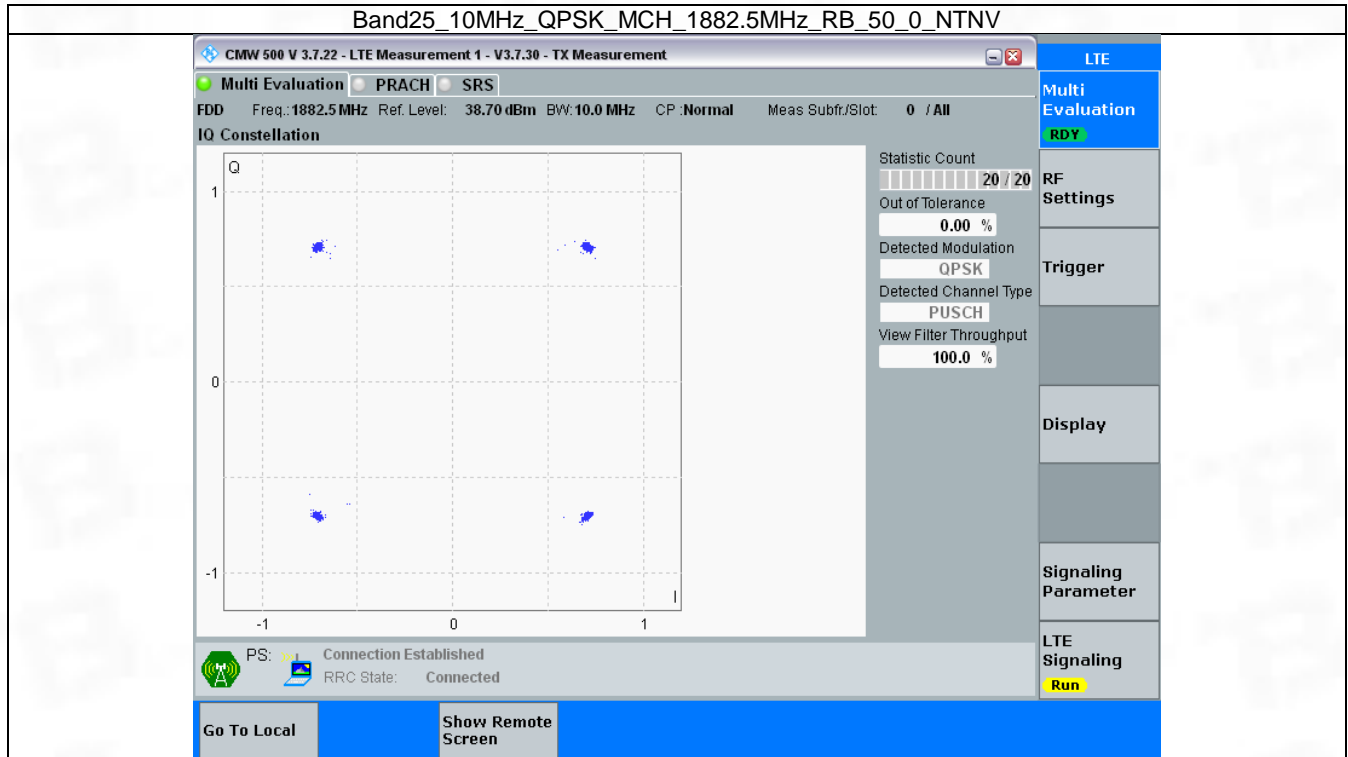 Band25_10MHz_QPSK_MCH_1882.5MHz_RB_50_0_NTNV
CMW 500 V 3.7.22 - LTE Measurement 1 - V3.7.30 - TX Measurement
LTE
Multi Evaluation PRACH SRS
FDD Freq.:1882.5 MHz Ref. Level: 38.70 dBm BW:10.0 MHz CP :Normal Meas Subfr./Slot: 0 / All
IQ Constellation
Q
1
0
-1
-1 0 1
I
Statistic Count
20 / 20
Out of Tolerance
0.00 %
Detected Modulation
QPSK
Detected Channel Type
PUSCH
View Filter Throughput
100.0 %
Multi
Evaluation
RDY
RF
Settings
Trigger
Display
Signaling
Parameter
LTE
Signaling
Run
PS: Connection Established
RRC State: Connected
Go To Local
Show Remote
Screen